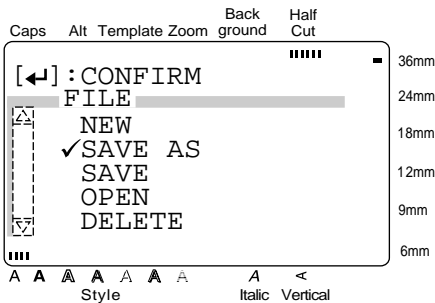 Caps Alt Template Zoom Back ground Half Cut
[↵]:CONFIRM
FILE
NEW
✓SAVE AS
SAVE
OPEN
DELETE
36mm
24mm
18mm
12mm
9mm
6mm
A A A A A A A A A
Style Italic Vertical